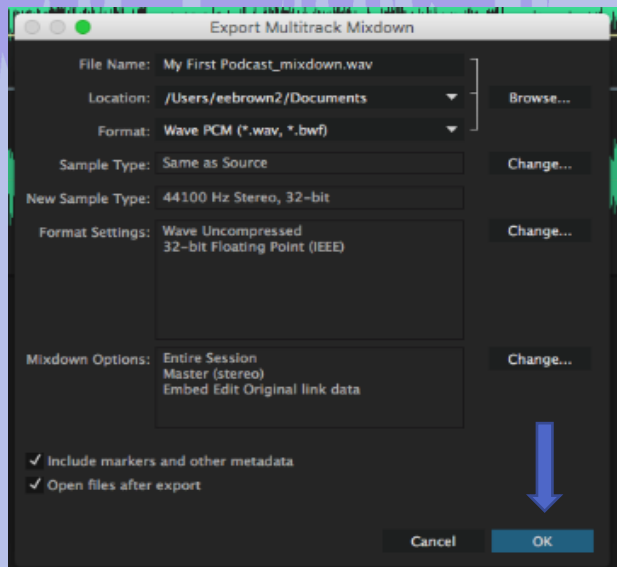 Export Multitrack Mixdown
File Name: My First Podcast_mixdown.wav
Location: /Users/eebrown2/Documents Browse...
Format: Wave PCM (*.wav, *.bwf)
Sample Type: Same as Source Change...
New Sample Type: 44100 Hz Stereo, 32-bit
Format Settings: Wave Uncompressed Change...
32-bit Floating Point (IEEE)
Mixdown Options: Entire Session Change...
Master (stereo)
Embed Edit Original link data
Include markers and other metadata
Open files after export
Cancel OK